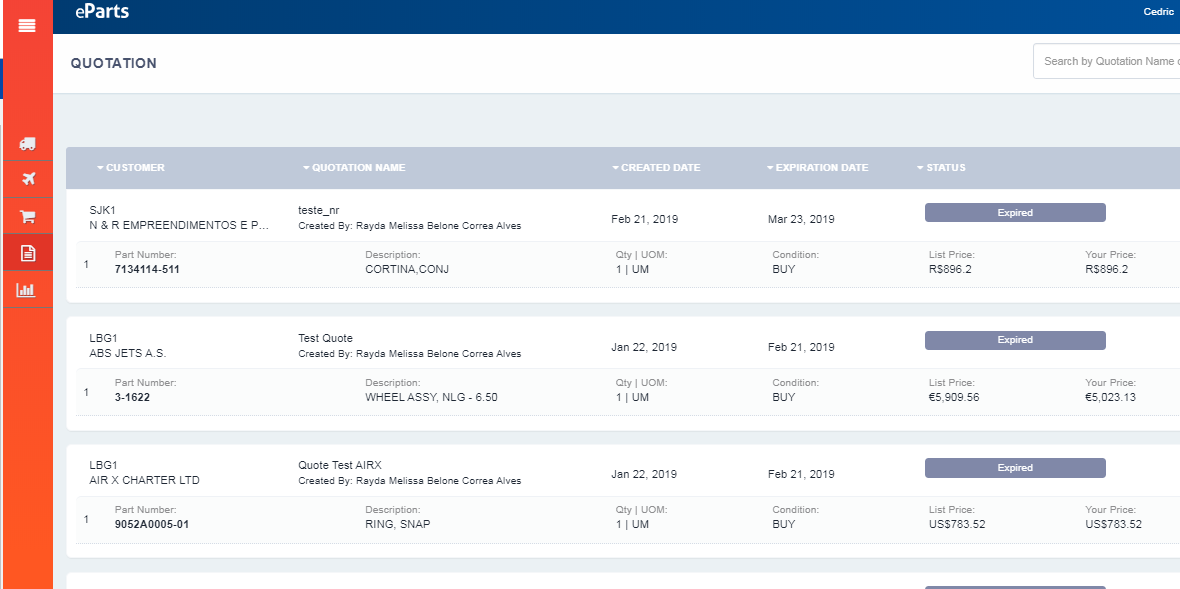 eParts
Cedric
QUOTATION
Search by Quotation Name
CUSTOMER QUOTATION NAME CREATED DATE EXPIRATION DATE STATUS
SJK1 teste_nr Feb 21, 2019 Mar 23, 2019 Expired
N & R EMPREENDIMENTOS E P... Created By: Rayda Melissa Belone Correa Alves
Part Number: Description: Qty | UOM: Condition: List Price: Your Price:
1 7134114-511 CORTINA,CONJ 1 | UM BUY R$896.2 R$896.2
LBG1 Test Quote Jan 22, 2019 Feb 21, 2019 Expired
ABS JETS A.S. Created By: Rayda Melissa Belone Correa Alves
Part Number: Description: Qty | UOM: Condition: List Price: Your Price:
1 3-1622 WHEEL ASSY, NLG - 6.50 1 | UM BUY €5,909.56 €5,023.13
LBG1 Quote Test AIRX Jan 22, 2019 Feb 21, 2019 Expired
AIR X CHARTER LTD Created By: Rayda Melissa Belone Correa Alves
Part Number: Description: Qty | UOM: Condition: List Price: Your Price:
1 9052A0005-01 RING, SNAP 1 | UM BUY US$783.52 US$783.52